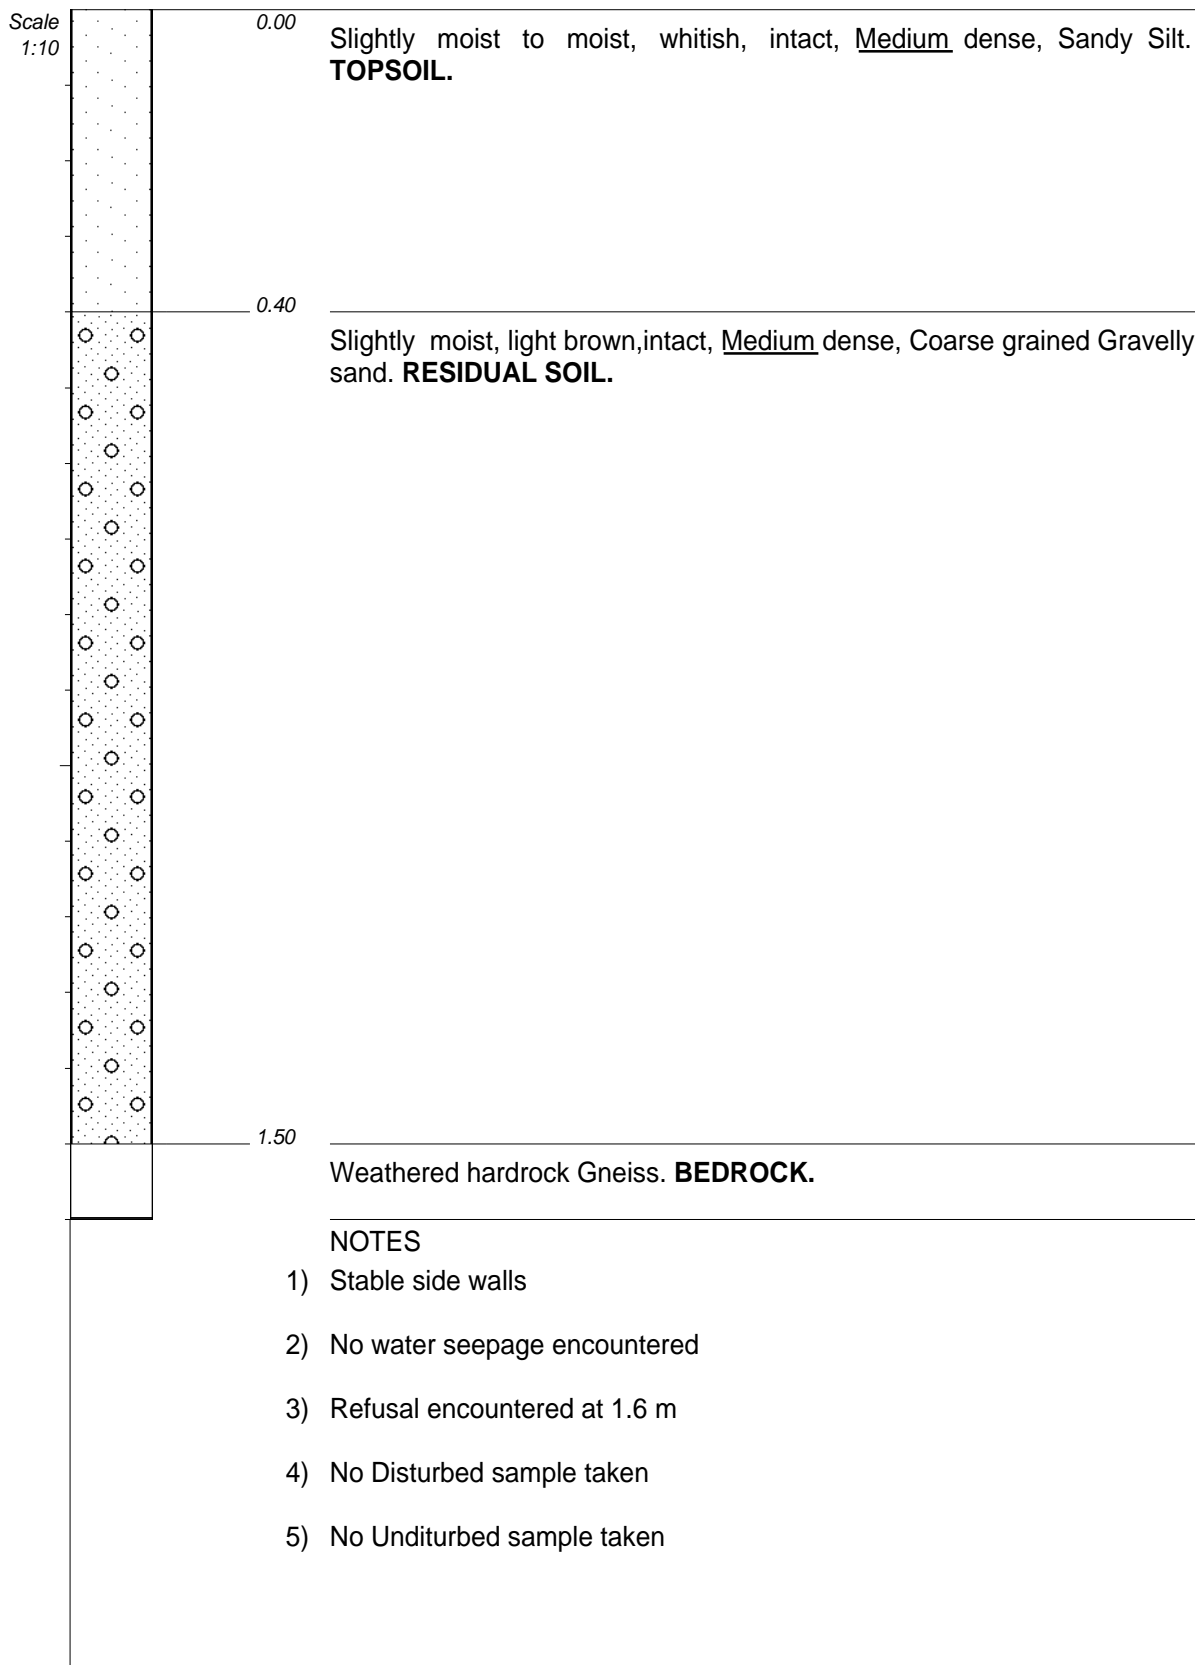 Scale
1:10
0.00
Slightly moist to moist, whitish, intact, Medium dense, Sandy Silt.
TOPSOIL.
0.40
Slightly moist, light brown,intact, Medium dense, Coarse grained Gravelly
sand. RESIDUAL SOIL.
1.50
Weathered hardrock Gneiss. BEDROCK.
NOTES
1) Stable side walls
2) No water seepage encountered
3) Refusal encountered at 1.6 m
4) No Disturbed sample taken
5) No Unditurbed sample taken